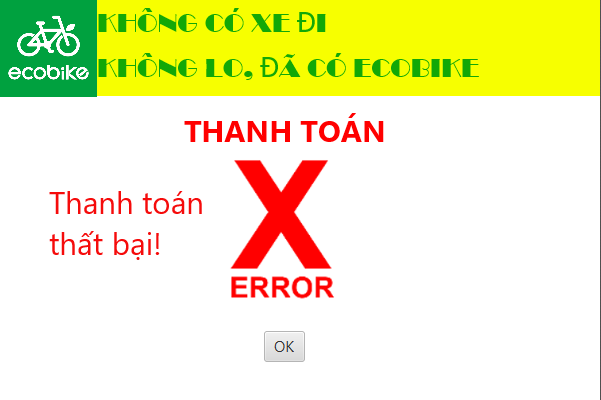 ecobike
KHÔNG CÓ XE ĐI
KHÔNG LO, ĐÃ CÓ ECOBIKE
THANH TOÁN
Thanh toán
thất bại!
X
ERROR
OK